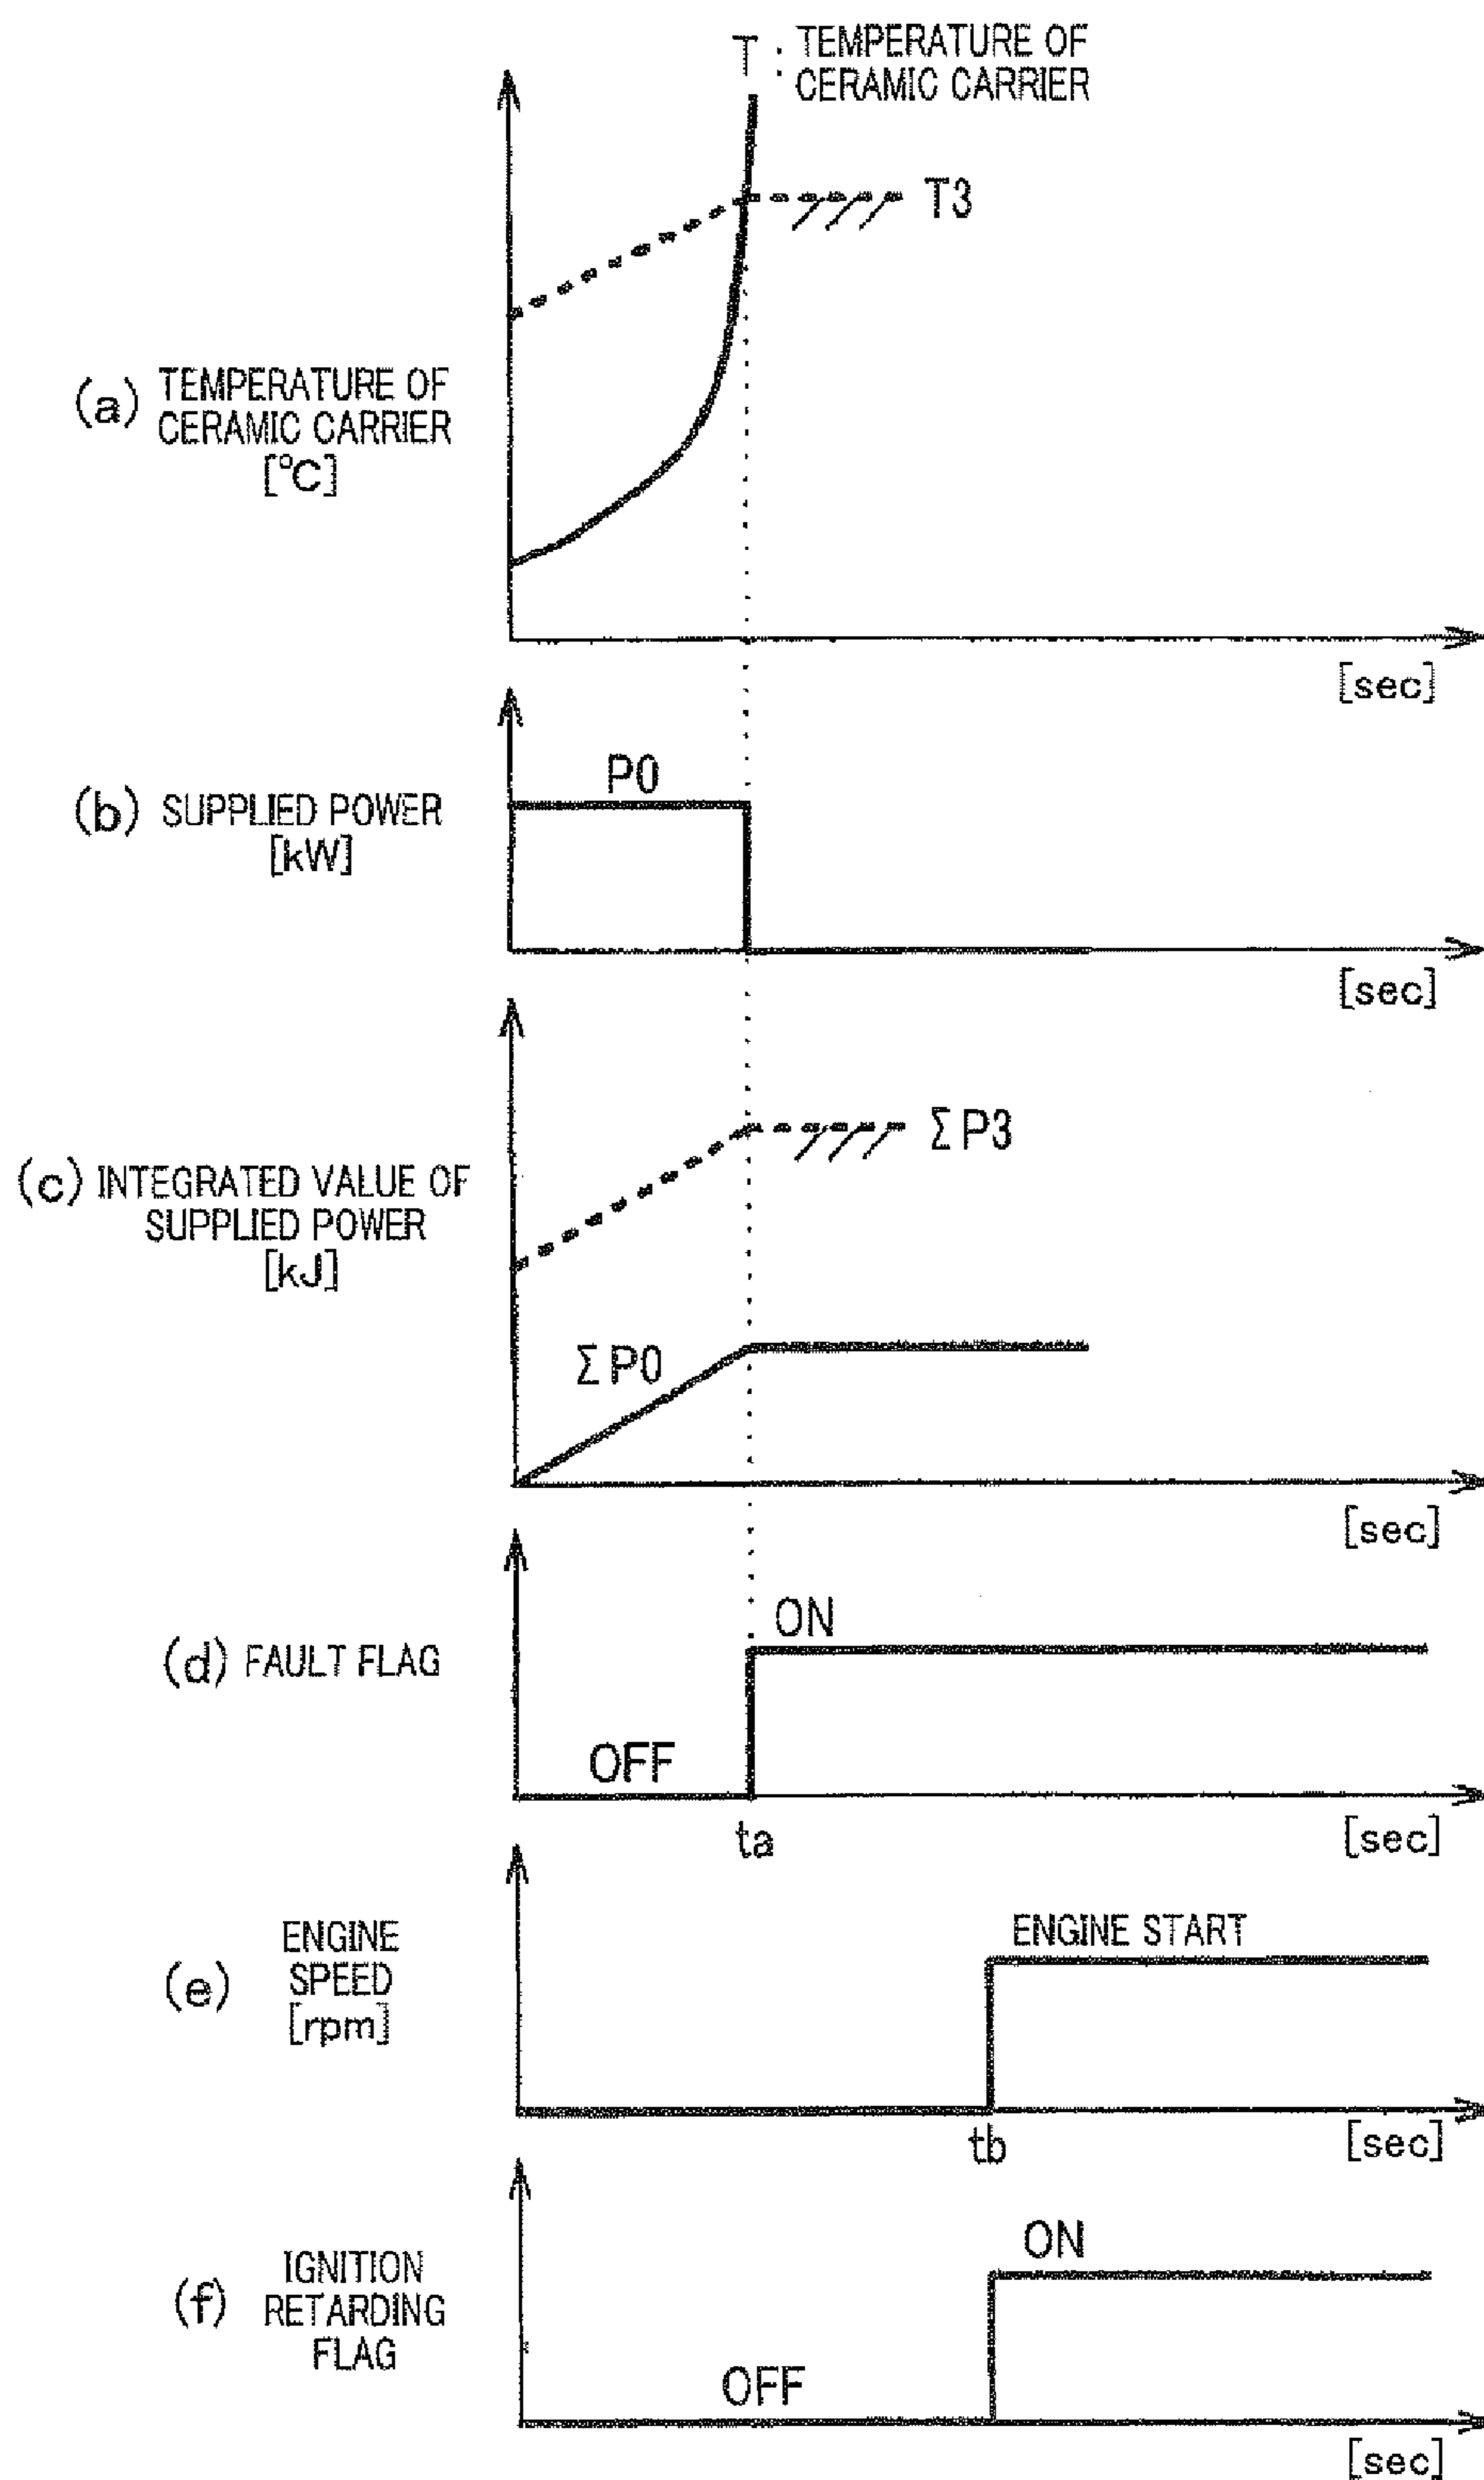 T : TEMPERATURE OF
CERAMIC CARRIER
T3
(a) TEMPERATURE OF
CERAMIC CARRIER
[℃]
[sec]
P0
(b) SUPPLIED POWER
[kW]
[sec]
ΣP3
(c) INTEGRATED VALUE OF
SUPPLIED POWER
[kJ]
ΣP0
[sec]
ON
(d) FAULT FLAG
OFF
ta
[sec]
ENGINE START
(e) ENGINE
SPEED
[rpm]
tb
[sec]
ON
(f) IGNITION
RETARDING
FLAG
OFF
[sec]